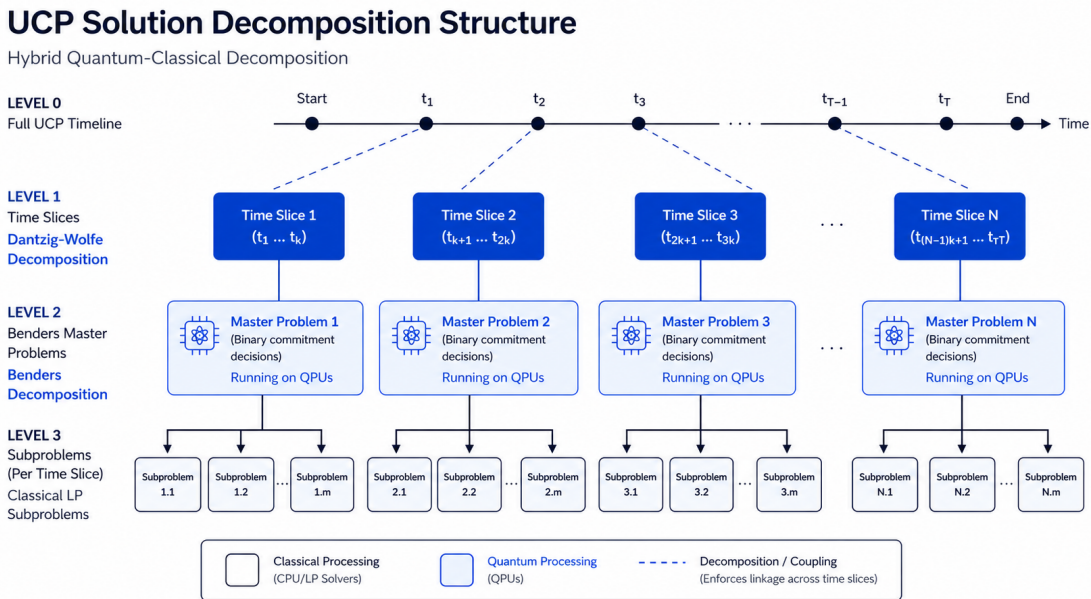 UCP Solution Decomposition Structure
Hybrid Quantum-Classical Decomposition
LEVEL 0
Full UCP Timeline
Start
t₁
t₂
t₃
. . .
t_T−1
t_T
End
Time
LEVEL 1
Time Slices
Dantzig-Wolfe
Decomposition
Time Slice 1
(t₁ ... tₖ)
Time Slice 2
(tₖ₊₁ ... t₂ₖ)
Time Slice 3
(t₂ₖ₊₁ ... t₃ₖ)
. . .
Time Slice N
(t₍N−1₎ₖ₊₁ ... t_TT)
LEVEL 2
Benders Master
Problems
Benders
Decomposition
Master Problem 1
(Binary commitment
decisions)
Running on QPUs
Master Problem 2
(Binary commitment
decisions)
Running on QPUs
Master Problem 3
(Binary commitment
decisions)
Running on QPUs
. . .
Master Problem N
(Binary commitment
decisions)
Running on QPUs
LEVEL 3
Subproblems
(Per Time Slice)
Classical LP
Subproblems
Subproblem
1.1
Subproblem
1.2
...
Subproblem
1.m
Subproblem
2.1
Subproblem
2.2
...
Subproblem
2.m
Subproblem
3.1
Subproblem
3.2
...
Subproblem
3.m
Subproblem
N.1
Subproblem
N.2
...
Subproblem
N.m
Classical Processing
(CPU/LP Solvers)
Quantum Processing
(QPUs)
Decomposition / Coupling
(Enforces linkage across time slices)